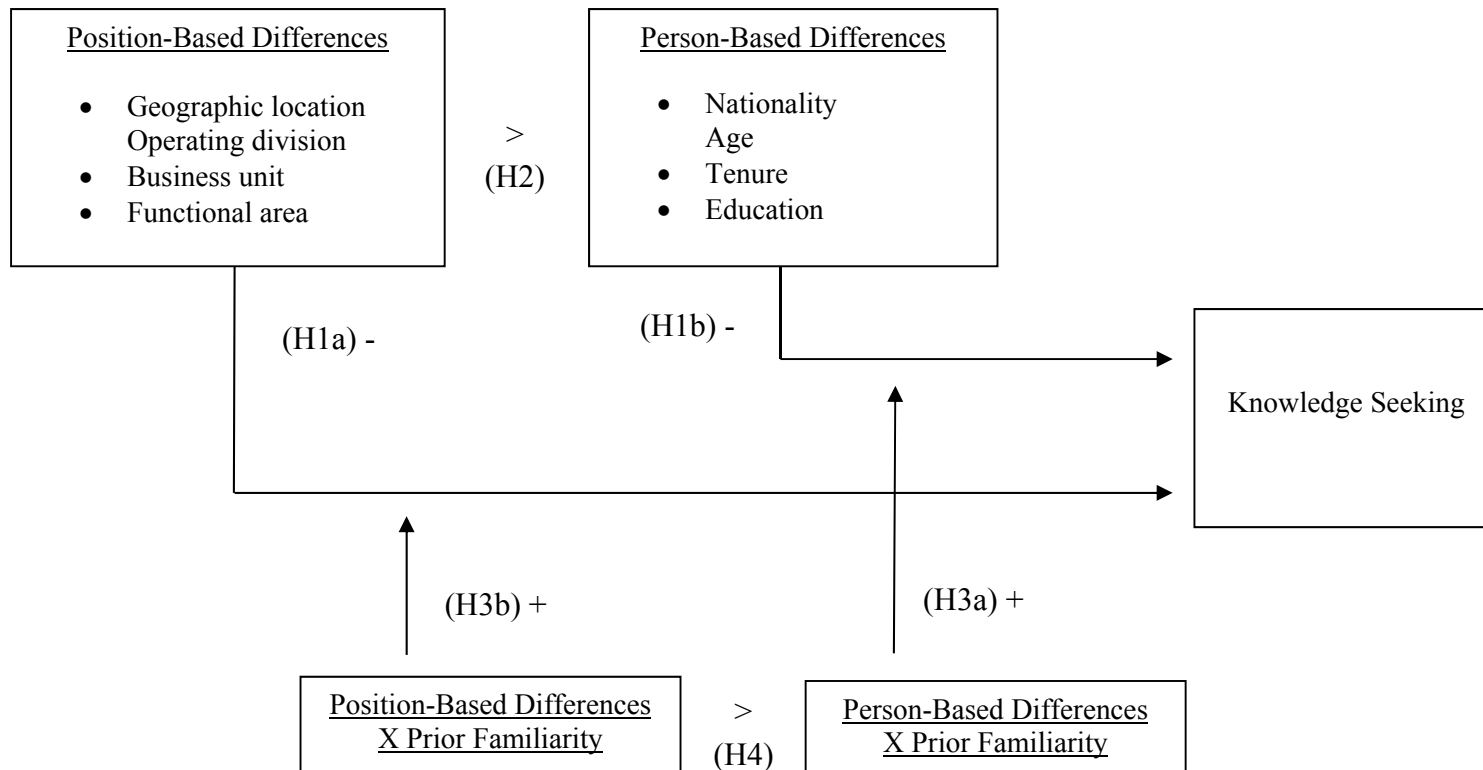 Position-Based Differences
• Geographic location
Operating division
• Business unit
• Functional area
>
(H2)
Person-Based Differences
• Nationality
Age
• Tenure
• Education
(H1a) -
(H1b) -
Knowledge Seeking
(H3b) +
(H3a) +
Position-Based Differences
X Prior Familiarity
>
(H4)
Person-Based Differences
X Prior Familiarity